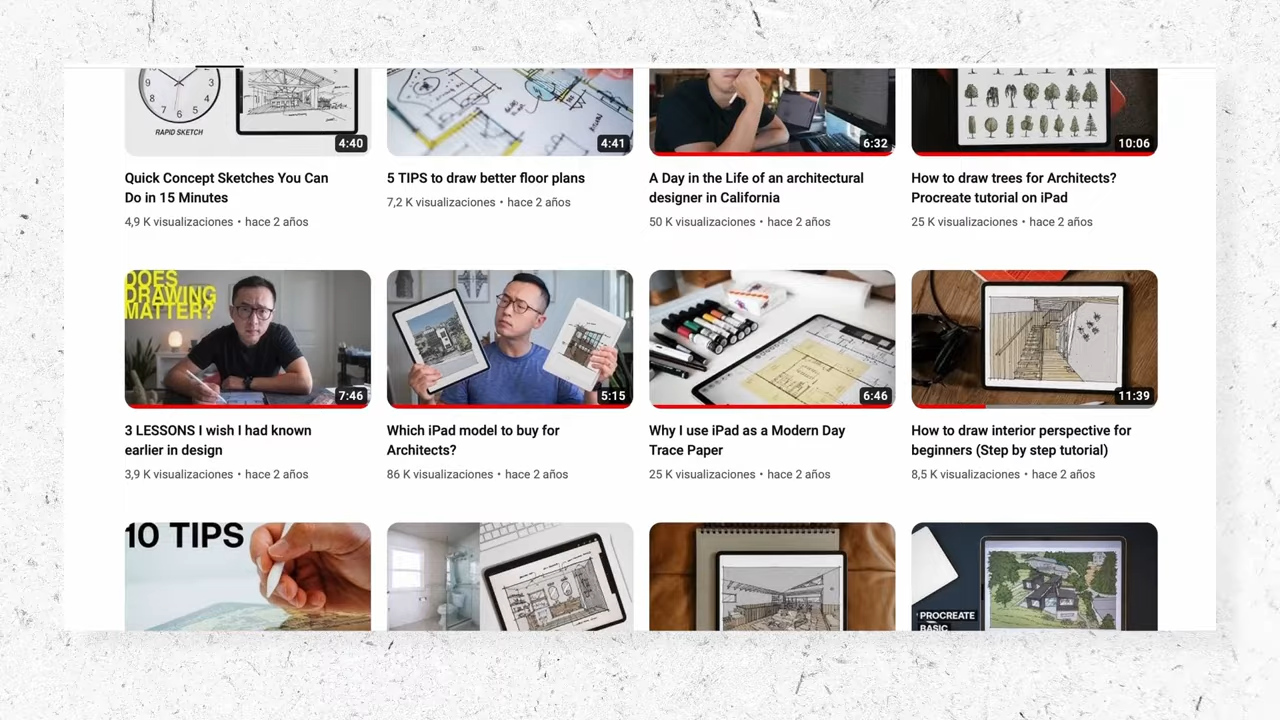 RAPID SKETCH
4:40
4:41
6:32
10:06
Quick Concept Sketches You Can
Do in 15 Minutes
4,9 K visualizaciones • hace 2 años
5 TIPS to draw better floor plans
7,2 K visualizaciones • hace 2 años
A Day in the Life of an architectural
designer in California
50 K visualizaciones • hace 2 años
How to draw trees for Architects?
Procreate tutorial on iPad
25 K visualizaciones • hace 2 años
DOES
DRAWING
MATTER?
7:46
5:15
6:46
11:39
3 LESSONS I wish I had known
earlier in design
3,9 K visualizaciones • hace 2 años
Which iPad model to buy for
Architects?
86 K visualizaciones • hace 2 años
Why I use iPad as a Modern Day
Trace Paper
25 K visualizaciones • hace 2 años
How to draw interior perspective for
beginners (Step by step tutorial)
8,5 K visualizaciones • hace 2 años
10 TIPS
PROCREATE
BASIC